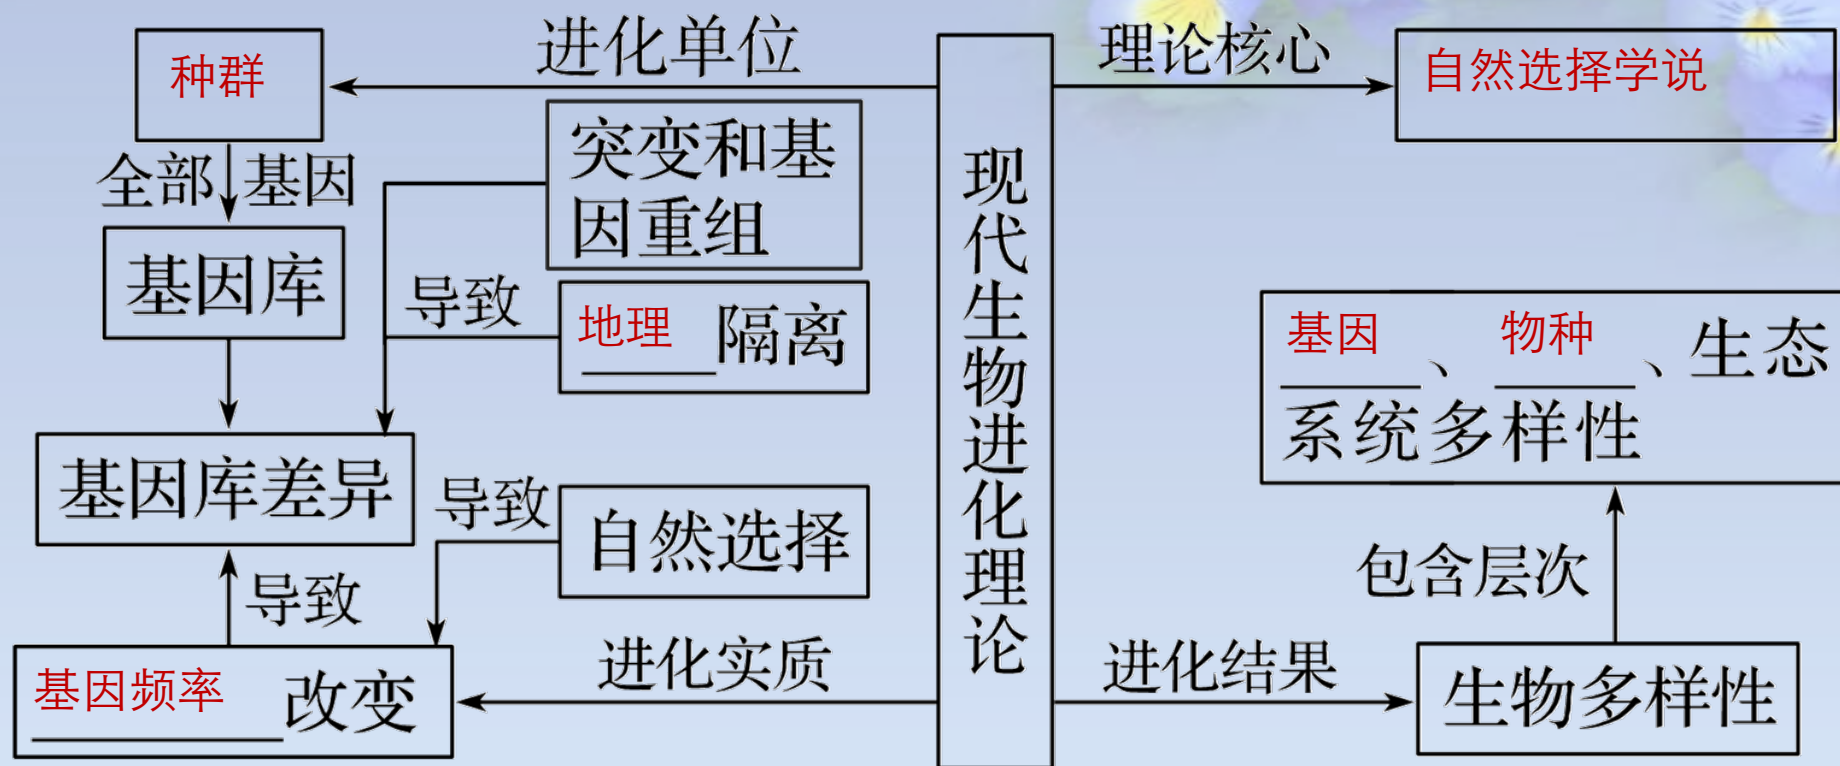 进化单位
理论核心
种群
自然选择学说
全部 基因
突变和基
因重组
基因库
导致
地理 隔离
现代生物进化理论
基因 、 物种 、生态
系统多样性
基因库差异
导致
自然选择
包含层次
导致
基因频率 改变
进化实质
进化结果
生物多样性